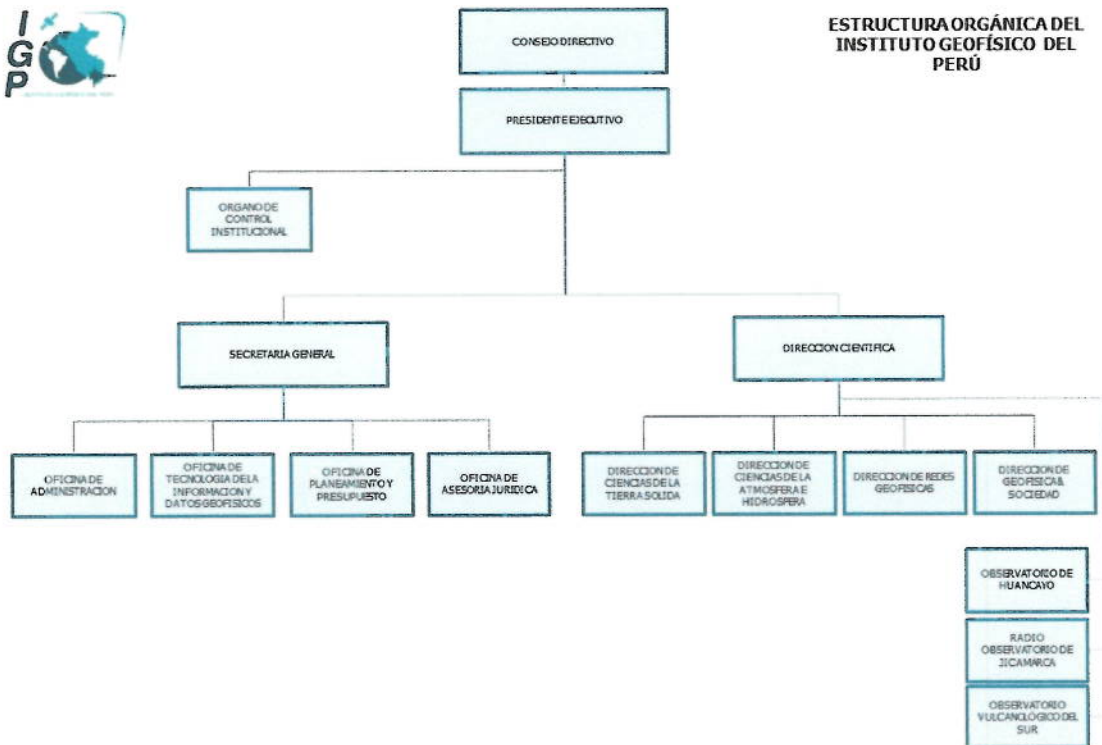 IGP
ESTRUCTURA ORGÁNICA DEL
INSTITUTO GEOFÍSICO DEL
PERÚ
CONSEJO DIRECTIVO
PRESIDENTE EJECUTIVO
ORGANO DE
CONTROL
INSTITUCIONAL
SECRETARIA GENERAL
DIRECCION CIENTIFICA
OFICINA DE
ADMINISTRACION
OFICINA DE
TECNOLOGIA DE LA
INFORMACION Y
DATOS GEOFISICOS
OFICINA DE
PLANEAMIENTO Y
PRESUPUESTO
OFICINA DE
ASESORIA JURIDICA
DIRECCION DE
CIENCIAS DE LA
TIERRA SOLIDA
DIRECCION DE
CIENCIAS DE LA
ATMOSFERA E
HIDROSFERA
DIRECCION DE REDES
GEOFISICAS
DIRECCION DE
GEOFISICA &
SOCIEDAD
OBSERVATORIO DE
HUANCAYO
RADIO
OBSERVATORIO DE
JICAMARCA
OBSERVATORIO
VULCANOLOGICO DEL
SUR